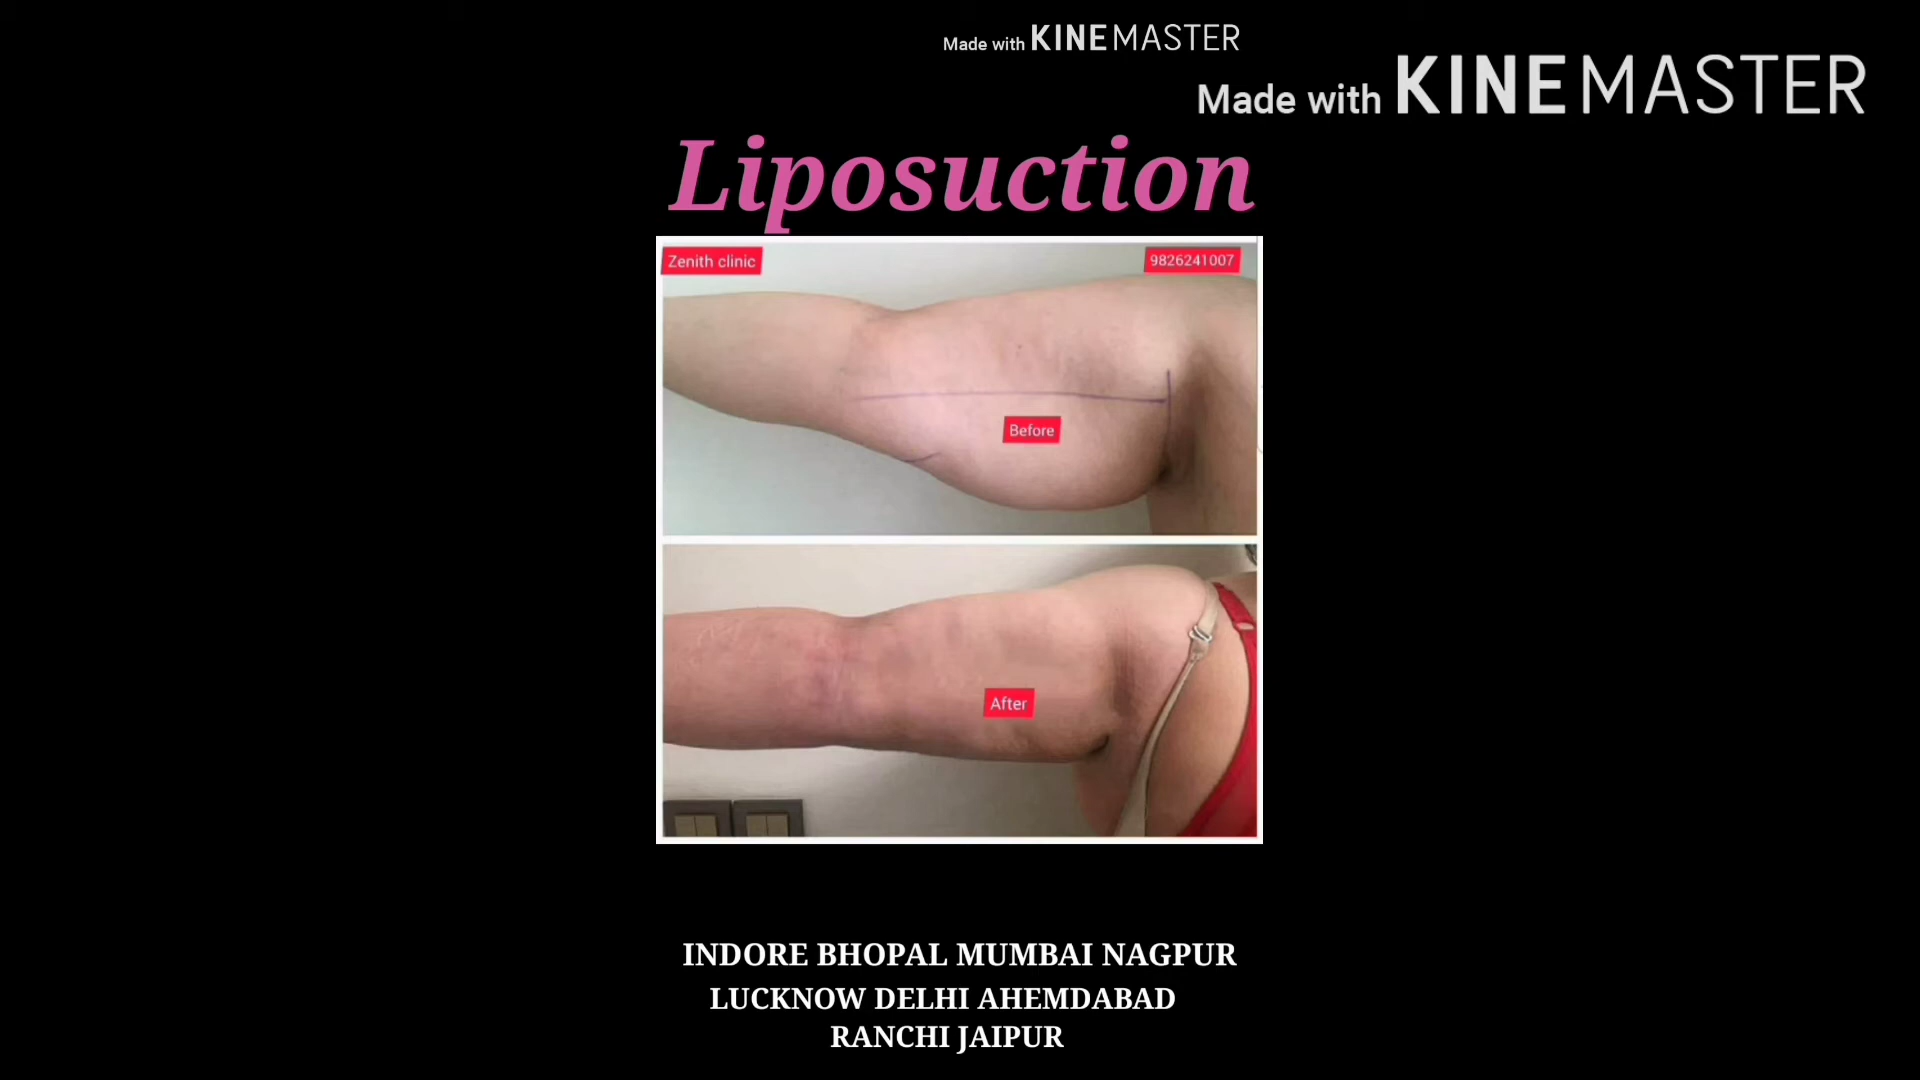 Made with KINEMASTER
Made with KINEMASTER
Liposuction
Zenith clinic
9826241007
Before
After
INDORE BHOPAL MUMBAI NAGPUR
LUCKNOW DELHI AHEMDABAD
RANCHI JAIPUR